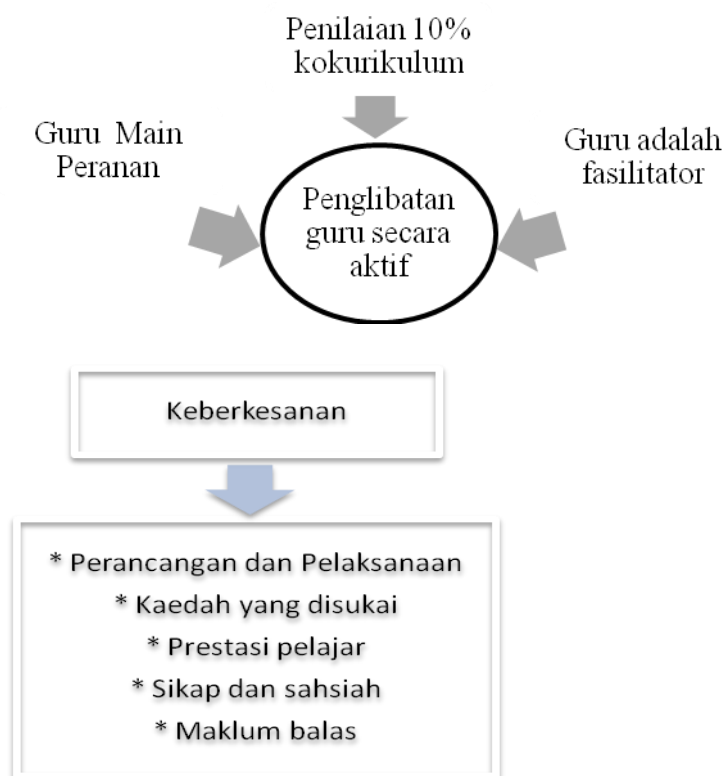 Penilaian 10%
kokurikulum
Guru Main
Peranan
Guru adalah
fasilitator
Penglibatan
guru secara
aktif
Keberkesanan
* Perancangan dan Pelaksanaan
* Kaedah yang disukai
* Prestasi pelajar
* Sikap dan sahsiah
* Maklum balas